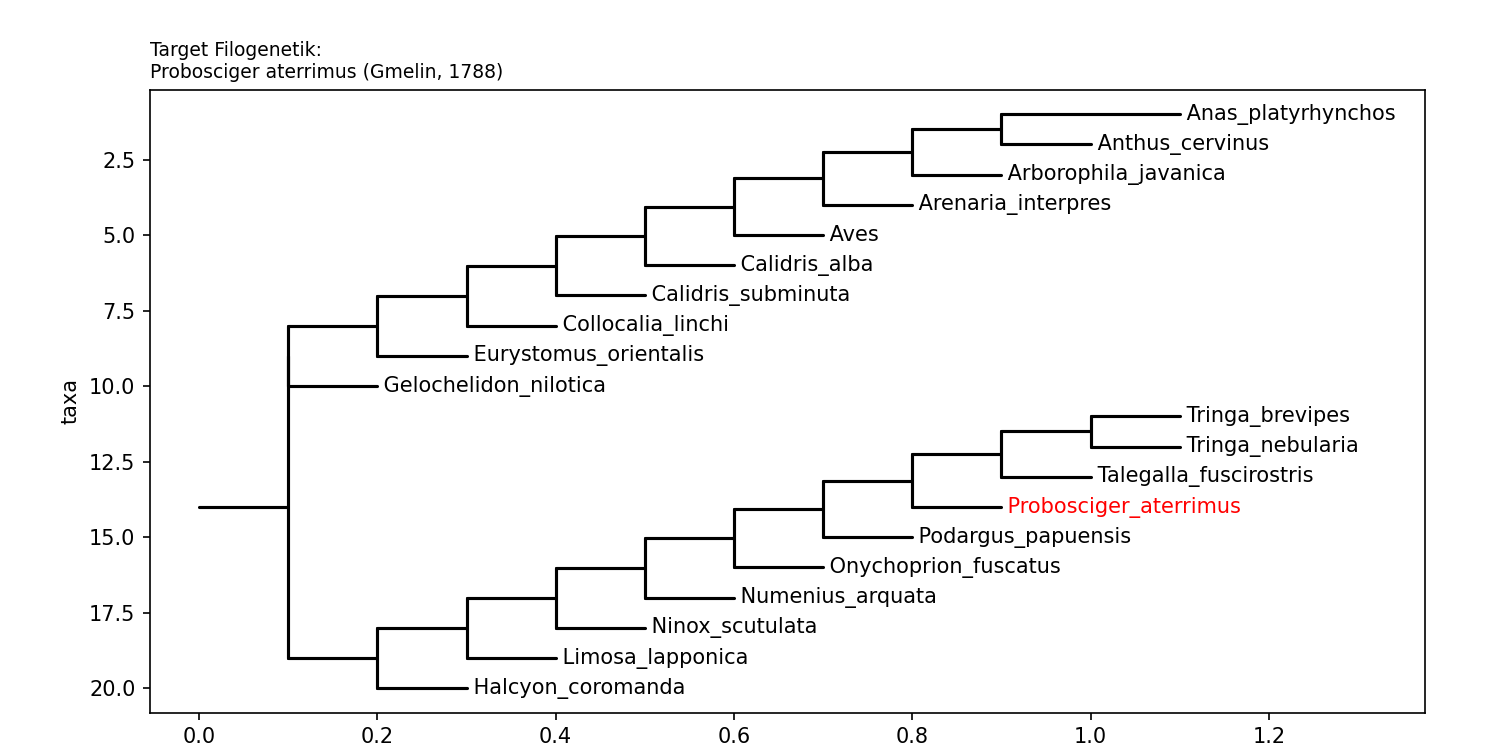 Target Filogenetik:
Probosciger aterrimus (Gmelin, 1788)
Anas_platyrhynchos
Anthus_cervinus
2.5
Arborophila_javanica
Arenaria_interpres
5.0
Aves
Calidris_alba
Calidris_subminuta
7.5
Collocalia_linchi
Eurystomus_orientalis
10.0
Gelochelidon_nilotica
taxa
Tringa_brevipes
Tringa_nebularia
12.5
Talegalla_fuscirostris
Probosciger_aterrimus
15.0
Podargus_papuensis
Onychoprion_fuscatus
Numenius_arquata
17.5
Ninox_scutulata
Limosa_lapponica
20.0
Halcyon_coromanda
0.0 0.2 0.4 0.6 0.8 1.0 1.2